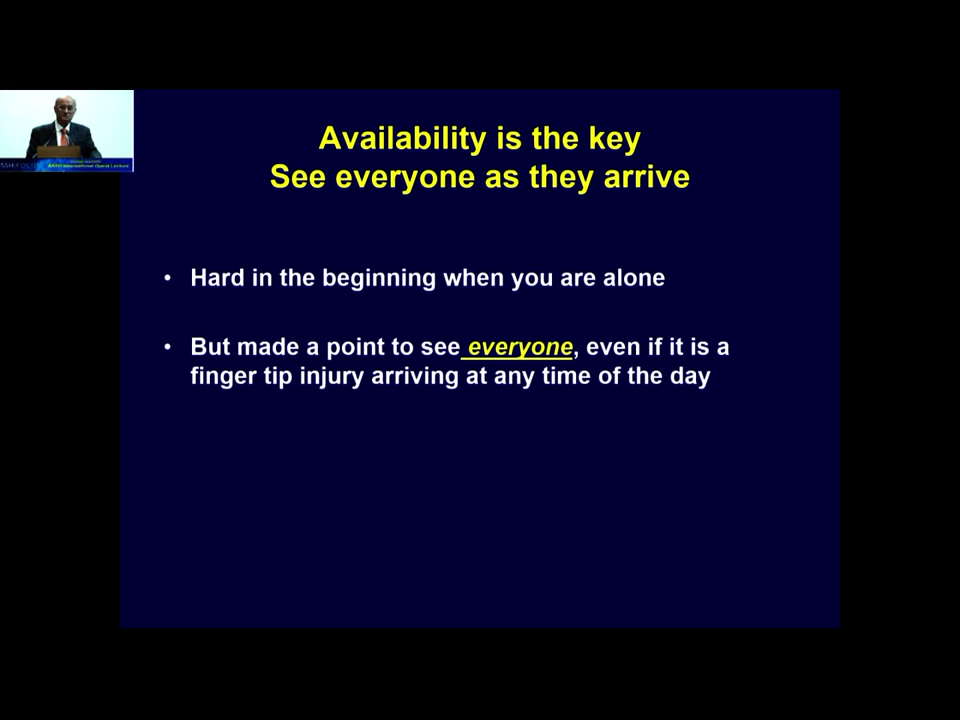 Availability is the key
See everyone as they arrive
• Hard in the beginning when you are alone
• But made a point to see everyone, even if it is a
finger tip injury arriving at any time of the day